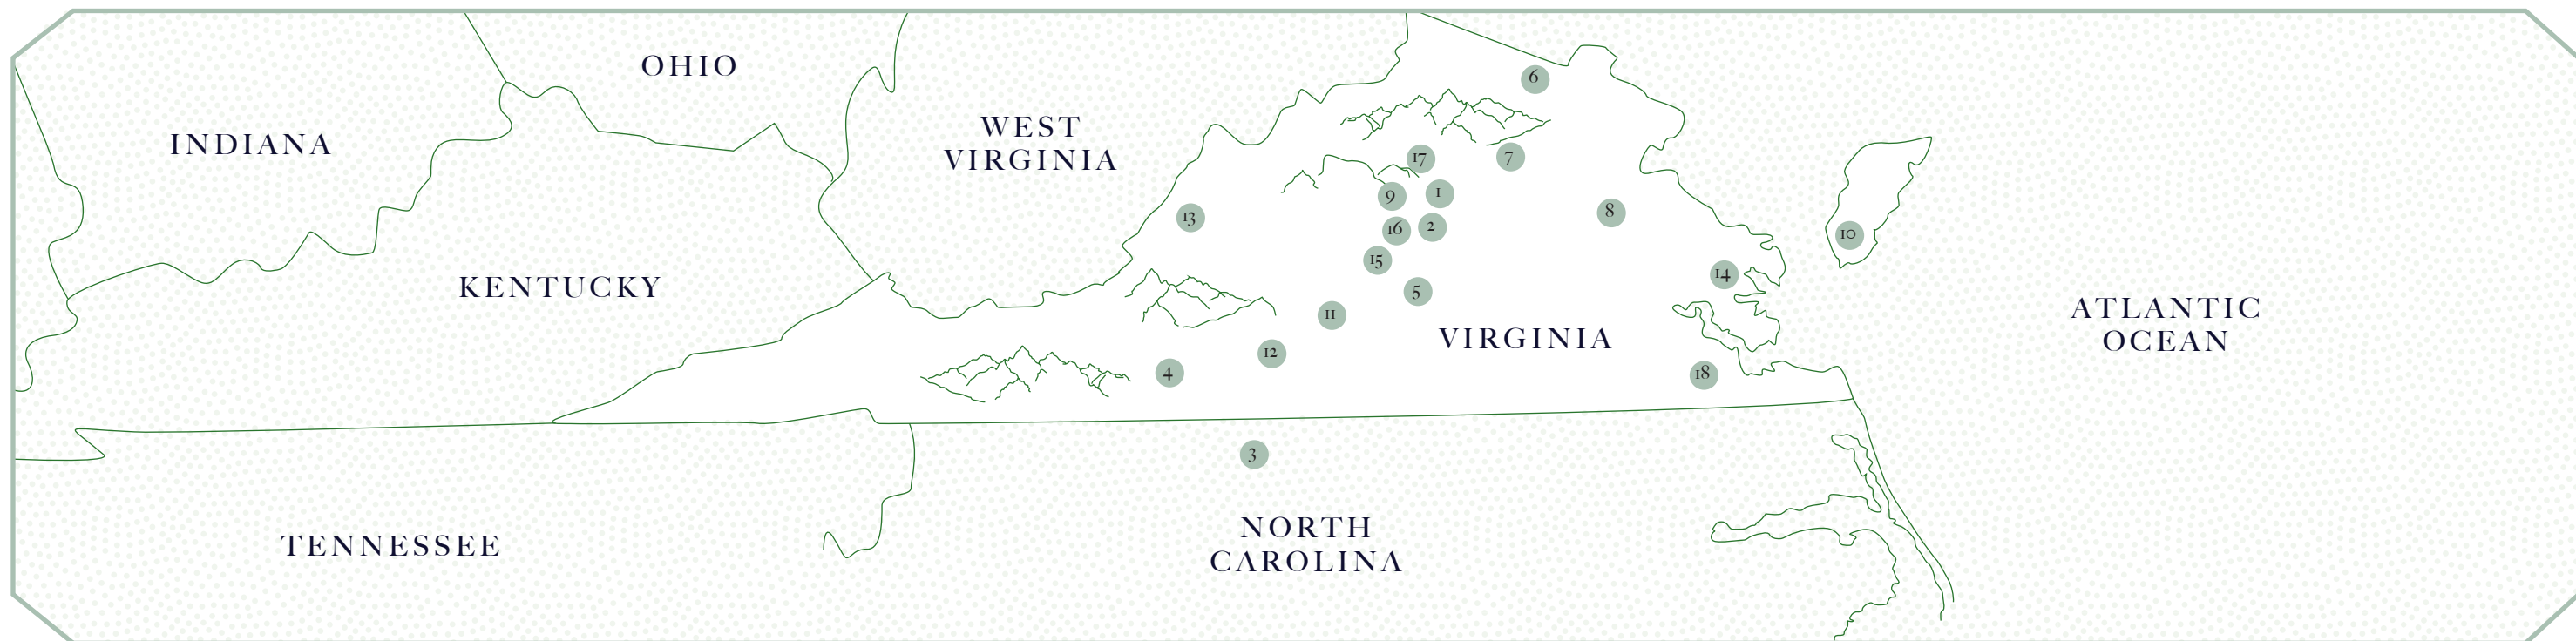 OHIO
6
INDIANA
WEST
VIRGINIA
17
7
9
1
13
16
2
8
10
15
14
KENTUCKY
5
11
ATLANTIC
OCEAN
VIRGINIA
12
4
18
3
NORTH
CAROLINA
TENNESSEE